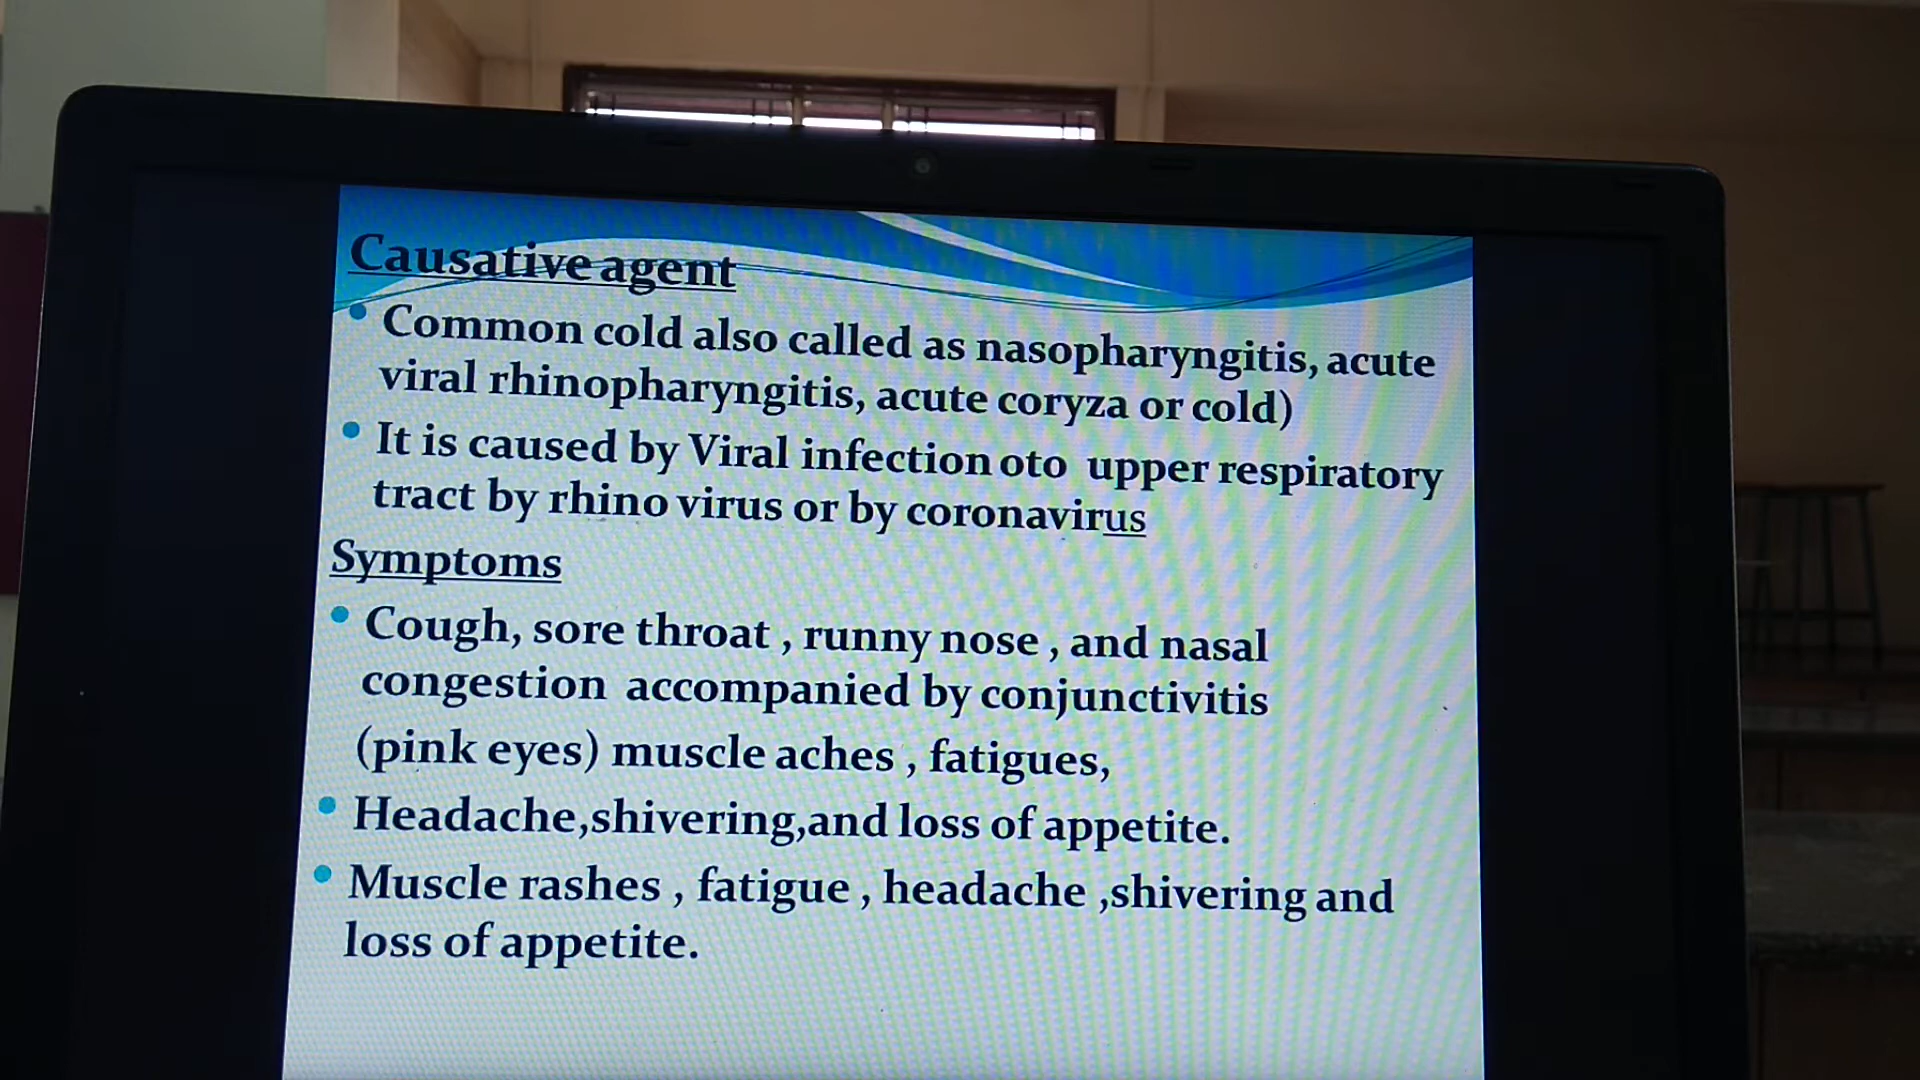 Causative agent
• Common cold also called as nasopharyngitis, acute
viral rhinopharyngitis, acute coryza or cold)
• It is caused by Viral infection oto upper respiratory
tract by rhino virus or by coronavirus
Symptoms
• Cough, sore throat , runny nose , and nasal
congestion accompanied by conjunctivitis
(pink eyes) muscle aches , fatigues,
• Headache,shivering,and loss of appetite.
• Muscle rashes , fatigue , headache ,shivering and
loss of appetite.